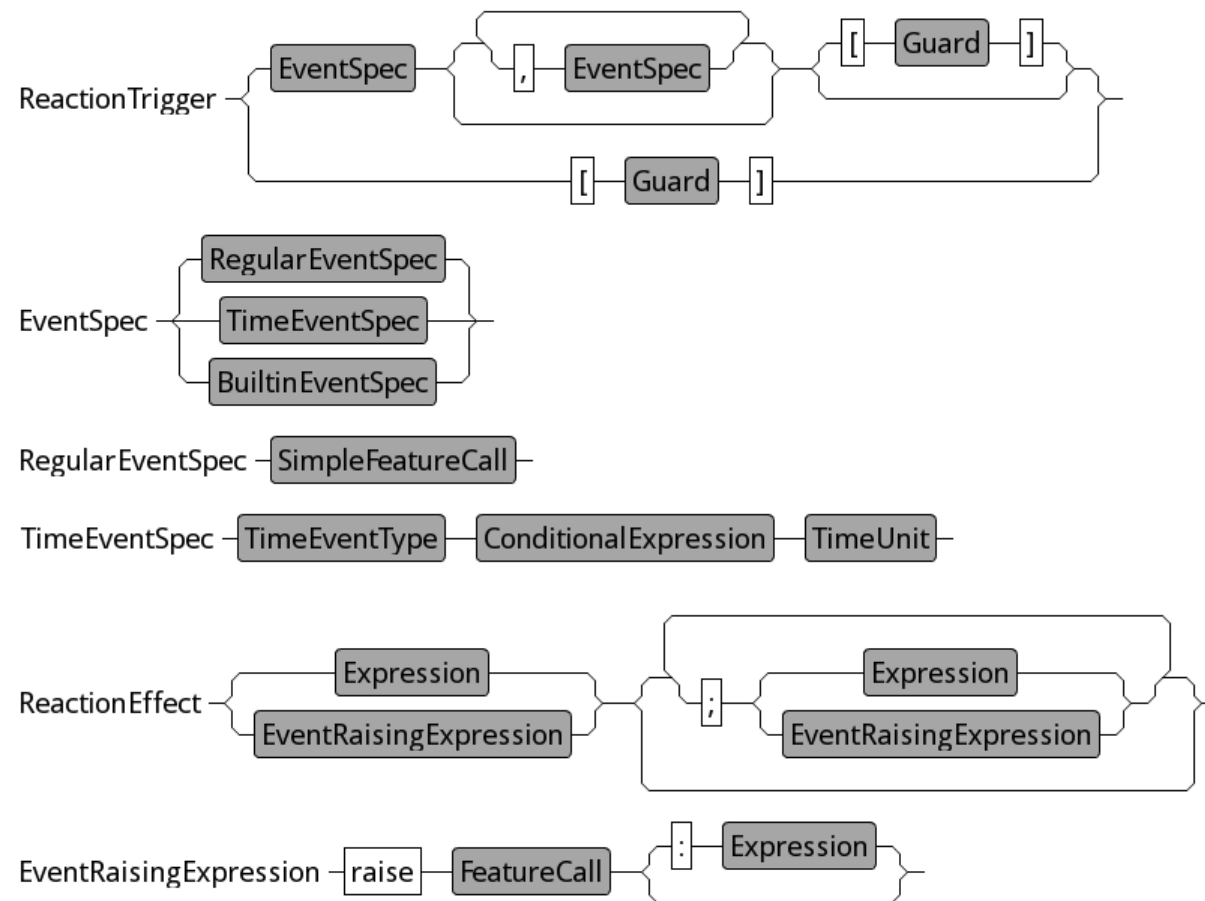 [ Guard ]
EventSpec , EventSpec
ReactionTrigger
[ Guard ]
RegularEventSpec
EventSpec TimeEventSpec
BuiltinEventSpec
RegularEventSpec SimpleFeatureCall
TimeEventSpec TimeEventType ConditionalExpression TimeUnit
Expression Expression
ReactionEffect ;
EventRaisingExpression EventRaisingExpression
: Expression
EventRaisingExpression raise FeatureCall